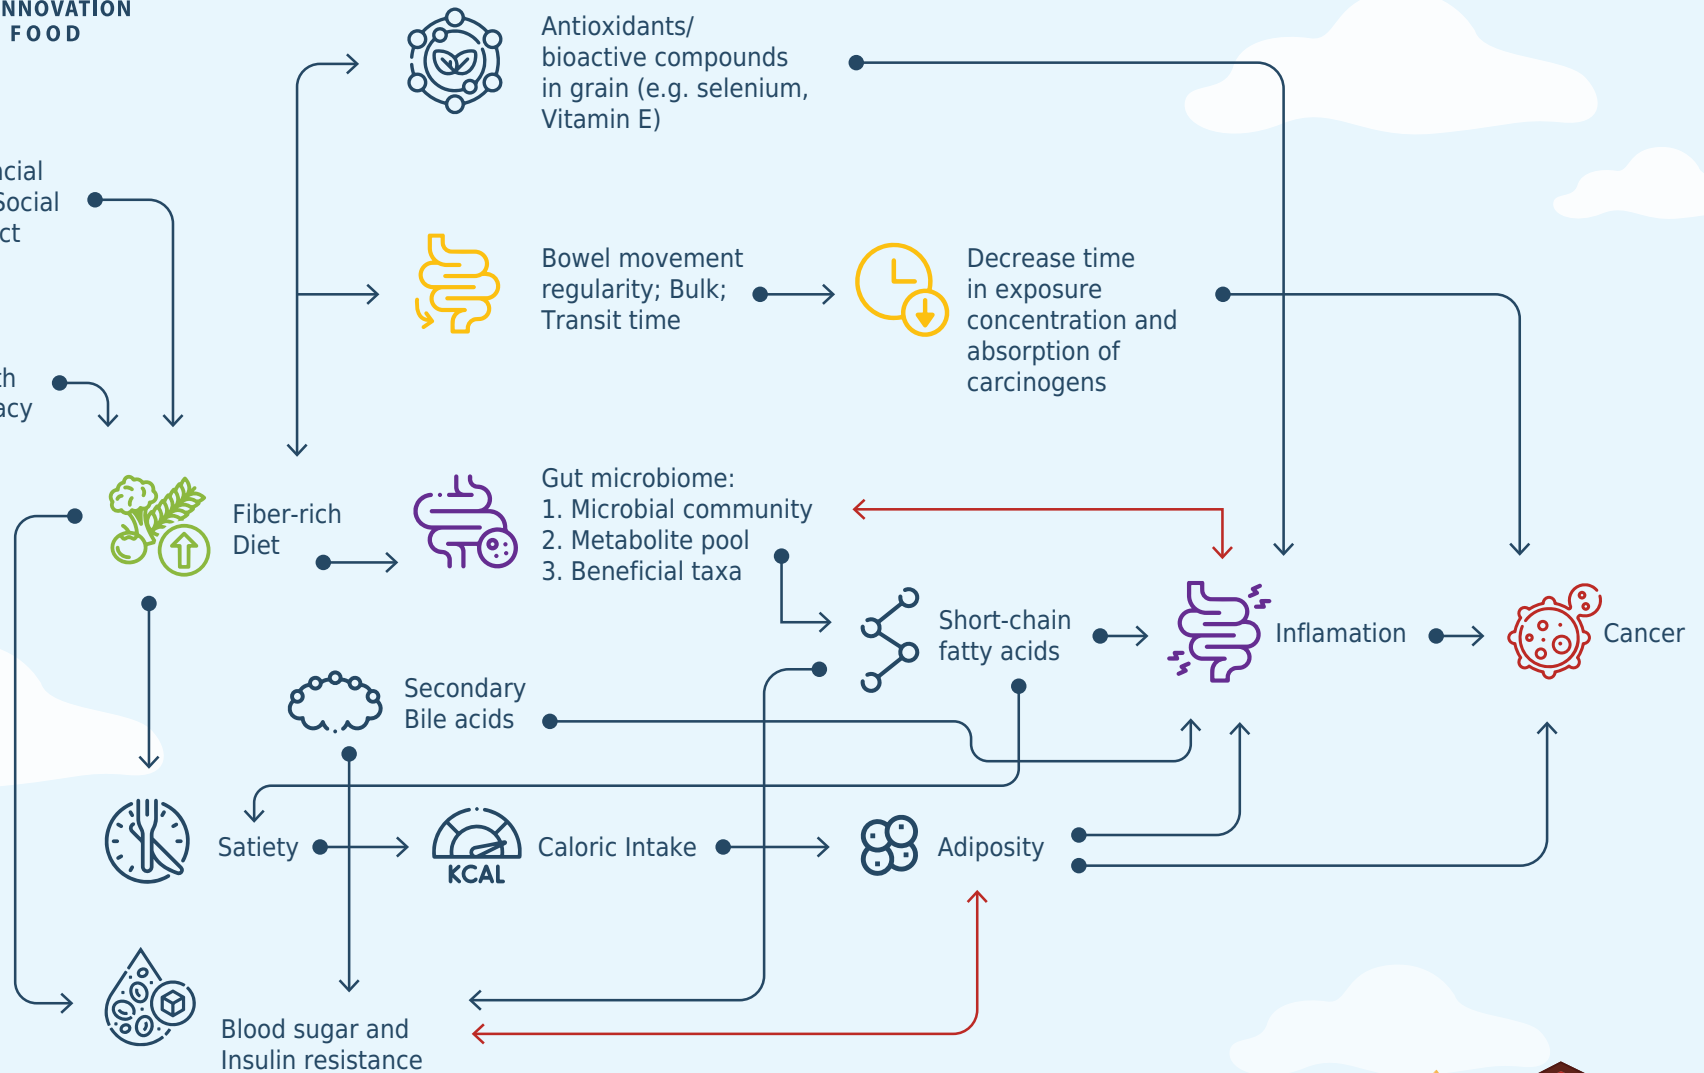 NNOVATION
FOOD
Antioxidants/
bioactive compounds
in grain (e.g. selenium,
Vitamin E)
Social
Bowel movement
regularity; Bulk;
Transit time
Decrease time
in exposure
concentration and
absorption of
carcinogens
Fiber-rich
Diet
Gut microbiome:
1. Microbial community
2. Metabolite pool
3. Beneficial taxa
Short-chain
fatty acids
Inflamation
Cancer
Secondary
Bile acids
Satiety
KCAL
Caloric Intake
Adiposity
Blood sugar and
Insulin resistance